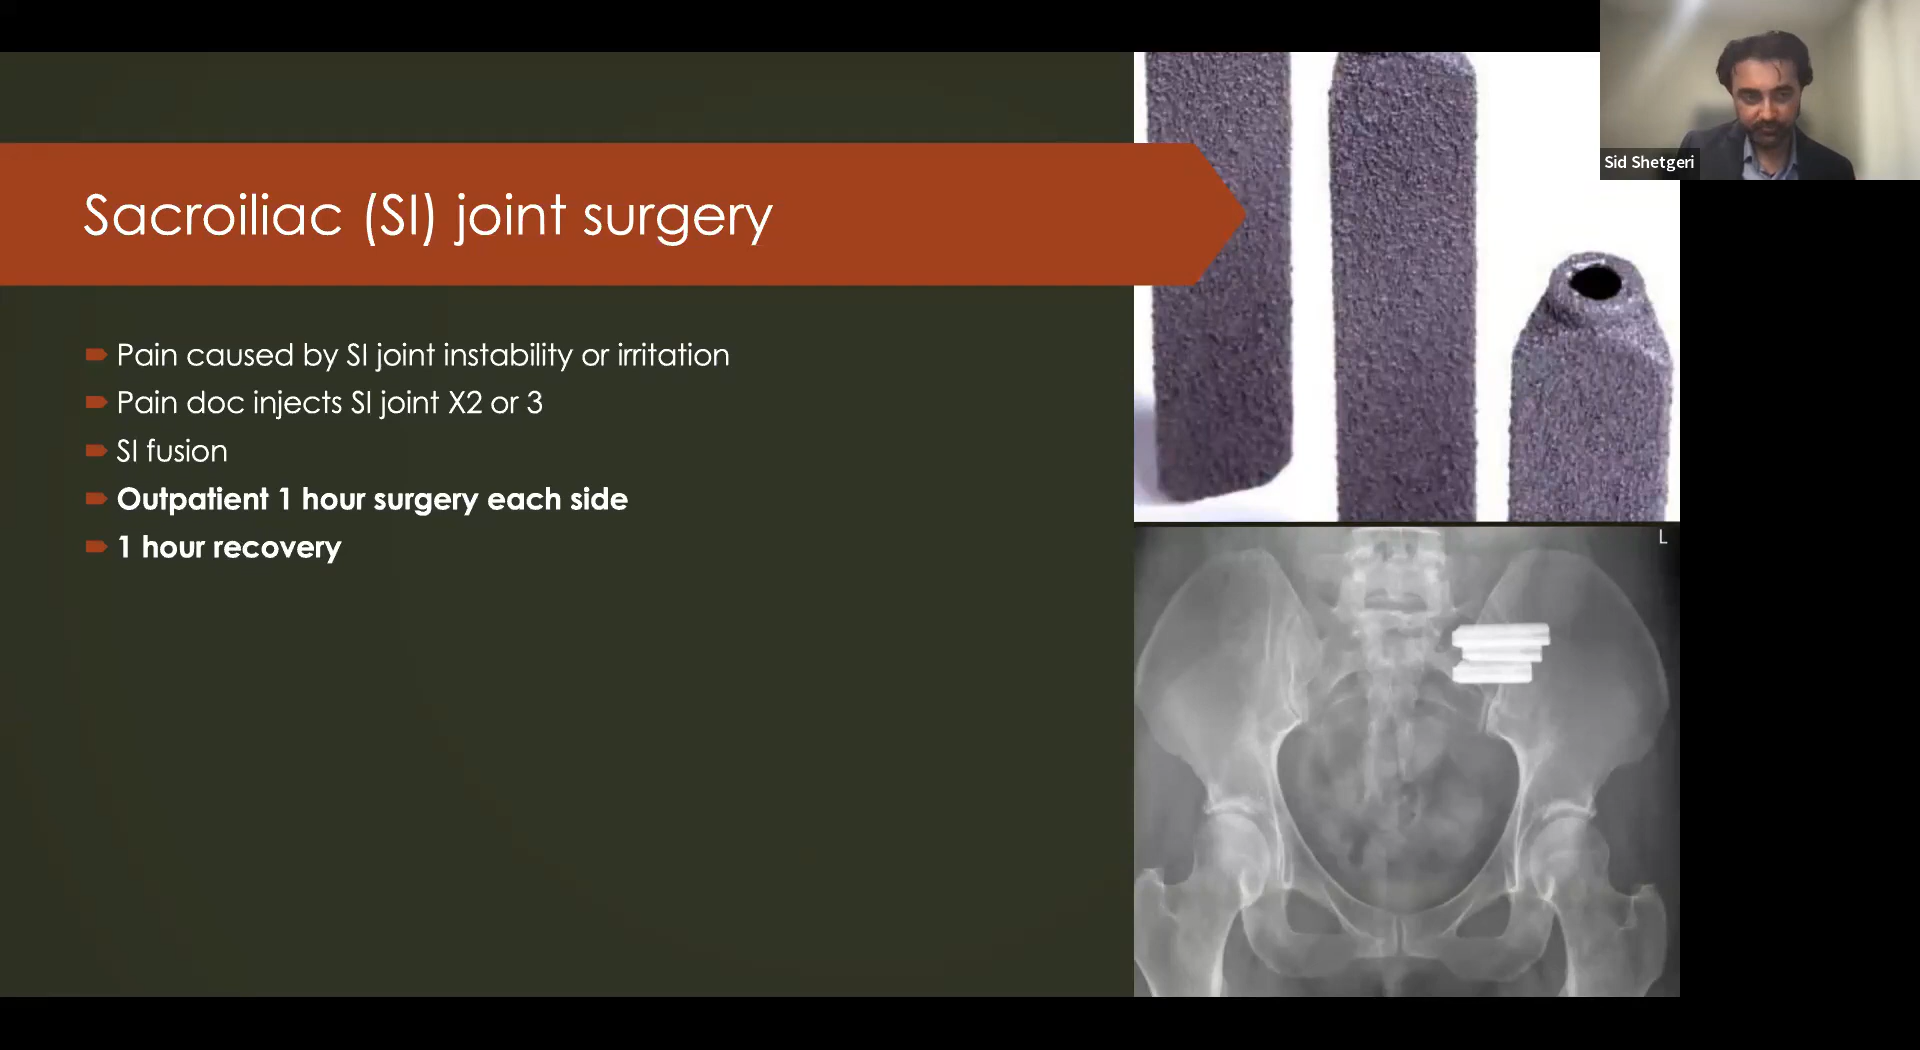 Sid Shetgeri
Sacroiliac (SI) joint surgery
Pain caused by SI joint instability or irritation
Pain doc injects SI joint X2 or 3
SI fusion
Outpatient 1 hour surgery each side
1 hour recovery
L